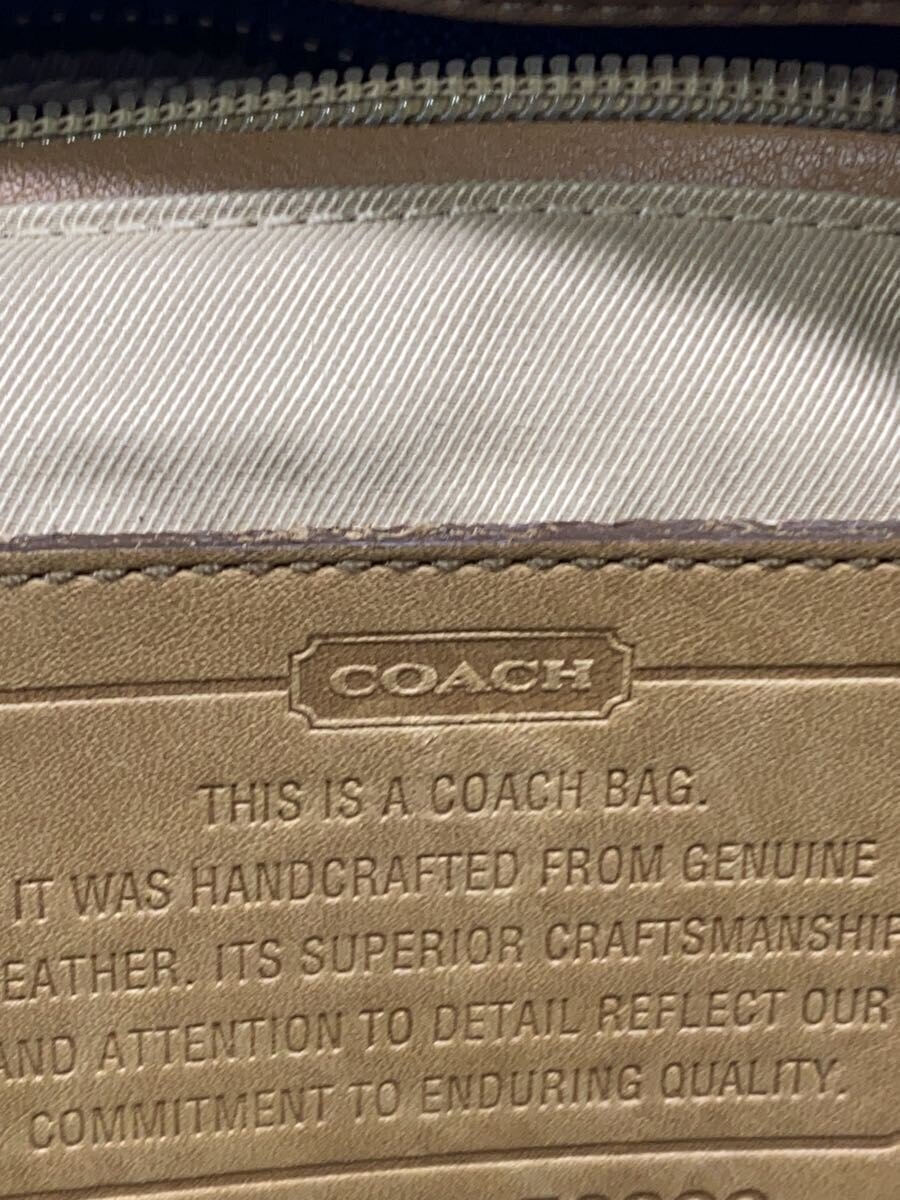 COACH
THIS IS A COACH BAG.
IT WAS HANDCRAFTED FROM GENUINE
EATHER. ITS SUPERIOR CRAFTSMANSHIP
AND ATTENTION TO DETAIL REFLECT OUR
COMMITMENT TO ENDURING QUALITY.